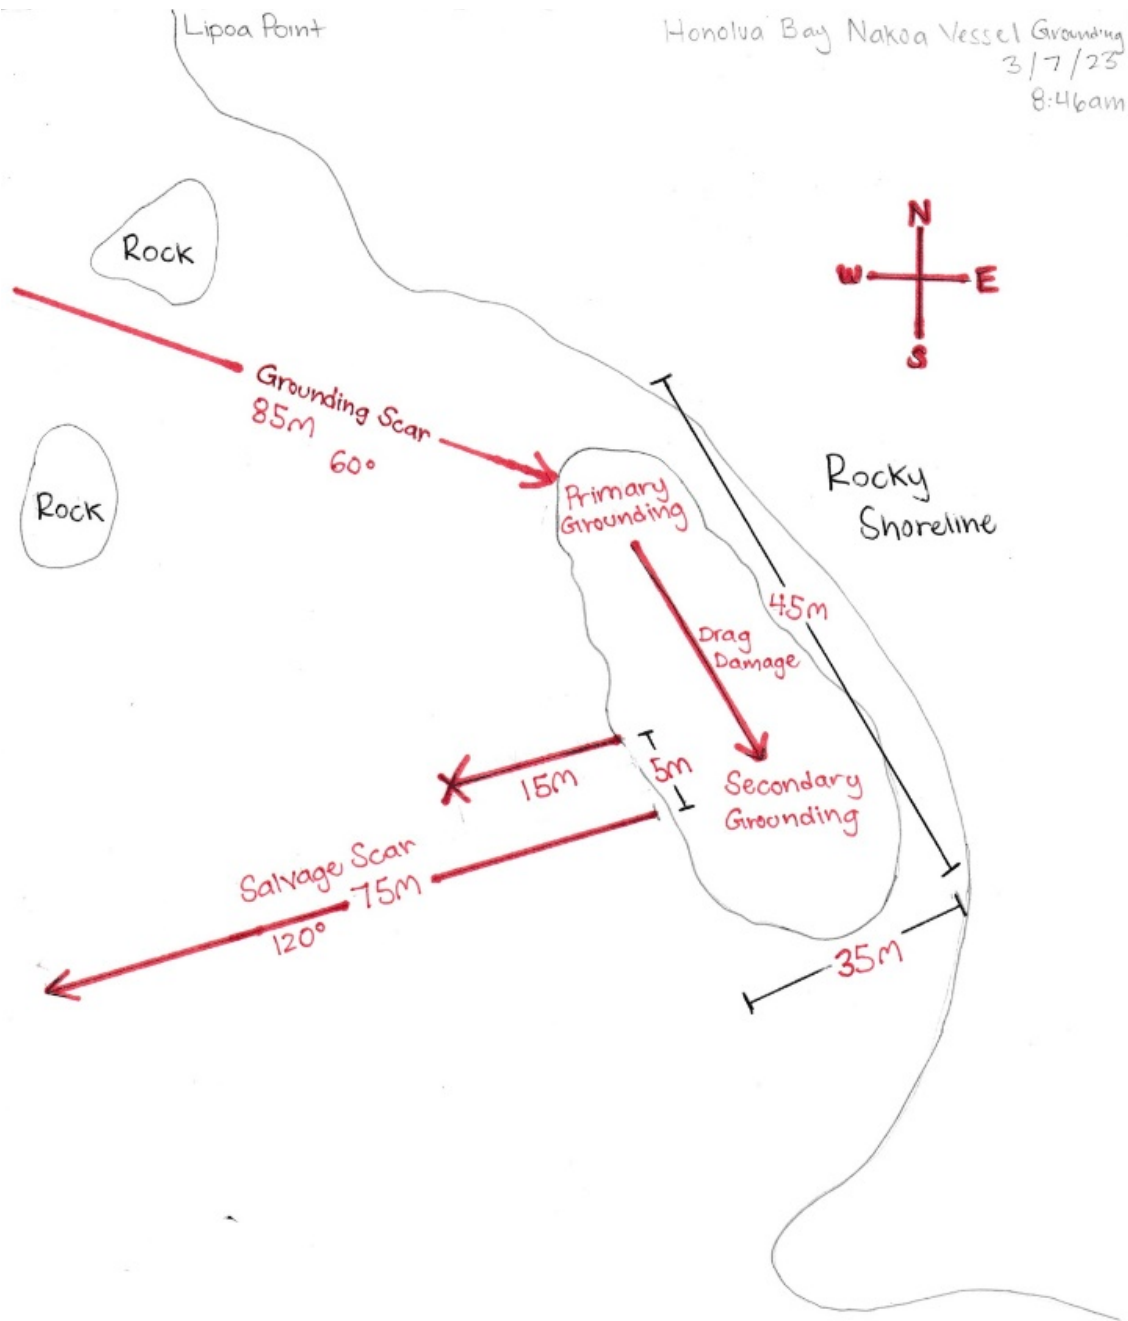 Lipoa Point
Honolua Bay Nakoa Vessel Grounding
3/7/23
8:46am
N
W E
S
Rock
Grounding Scar
85m
60°
Rock
Rocky
Shoreline
Primary
Grounding
45m
Drag
Damage
15m
5m
Secondary
Grounding
Salvage Scar
75m
120°
35m